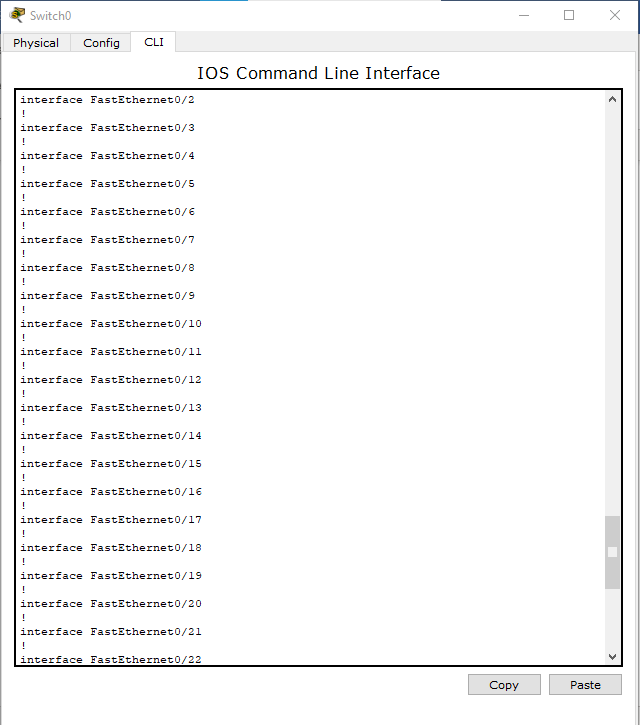 Switch0
Physical Config CLI
IOS Command Line Interface
interface FastEthernet0/2
!
interface FastEthernet0/3
!
interface FastEthernet0/4
!
interface FastEthernet0/5
!
interface FastEthernet0/6
!
interface FastEthernet0/7
!
interface FastEthernet0/8
!
interface FastEthernet0/9
!
interface FastEthernet0/10
!
interface FastEthernet0/11
!
interface FastEthernet0/12
!
interface FastEthernet0/13
!
interface FastEthernet0/14
!
interface FastEthernet0/15
!
interface FastEthernet0/16
!
interface FastEthernet0/17
!
interface FastEthernet0/18
!
interface FastEthernet0/19
!
interface FastEthernet0/20
!
interface FastEthernet0/21
!
interface FastEthernet0/22
Copy Paste